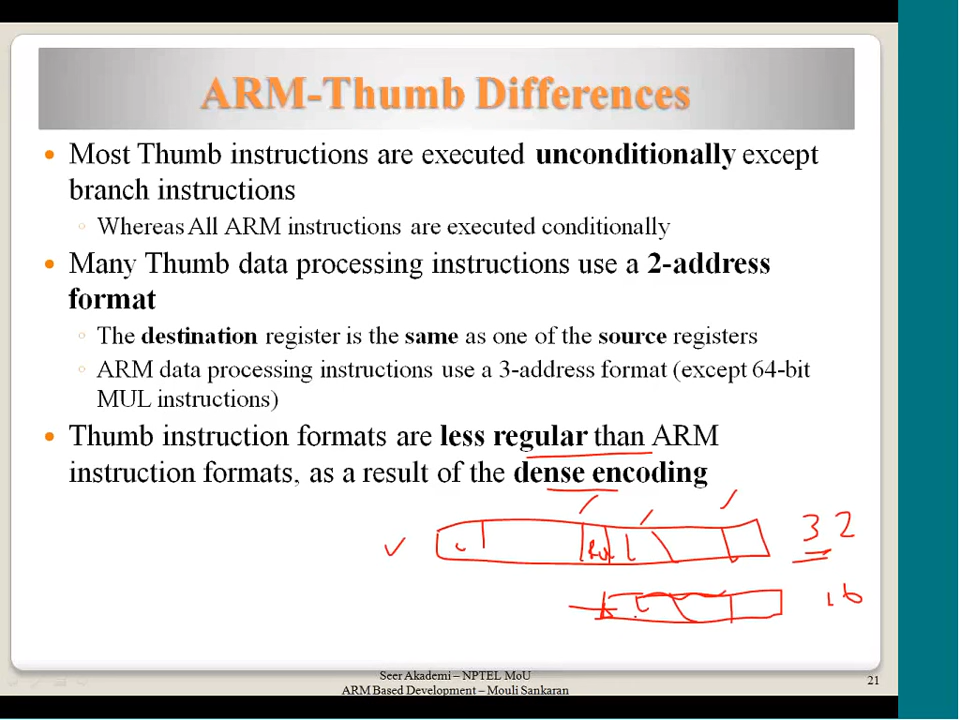 ARM-Thumb Differences
• Most Thumb instructions are executed unconditionally except
branch instructions
◦ Whereas All ARM instructions are executed conditionally
• Many Thumb data processing instructions use a 2-address
format
◦ The destination register is the same as one of the source registers
◦ ARM data processing instructions use a 3-address format (except 64-bit
MUL instructions)
• Thumb instruction formats are less regular than ARM
instruction formats, as a result of the dense encoding
32
16
Seer Akademi – NPTEL MoU
ARM Based Development – Mouli Sankaran
21